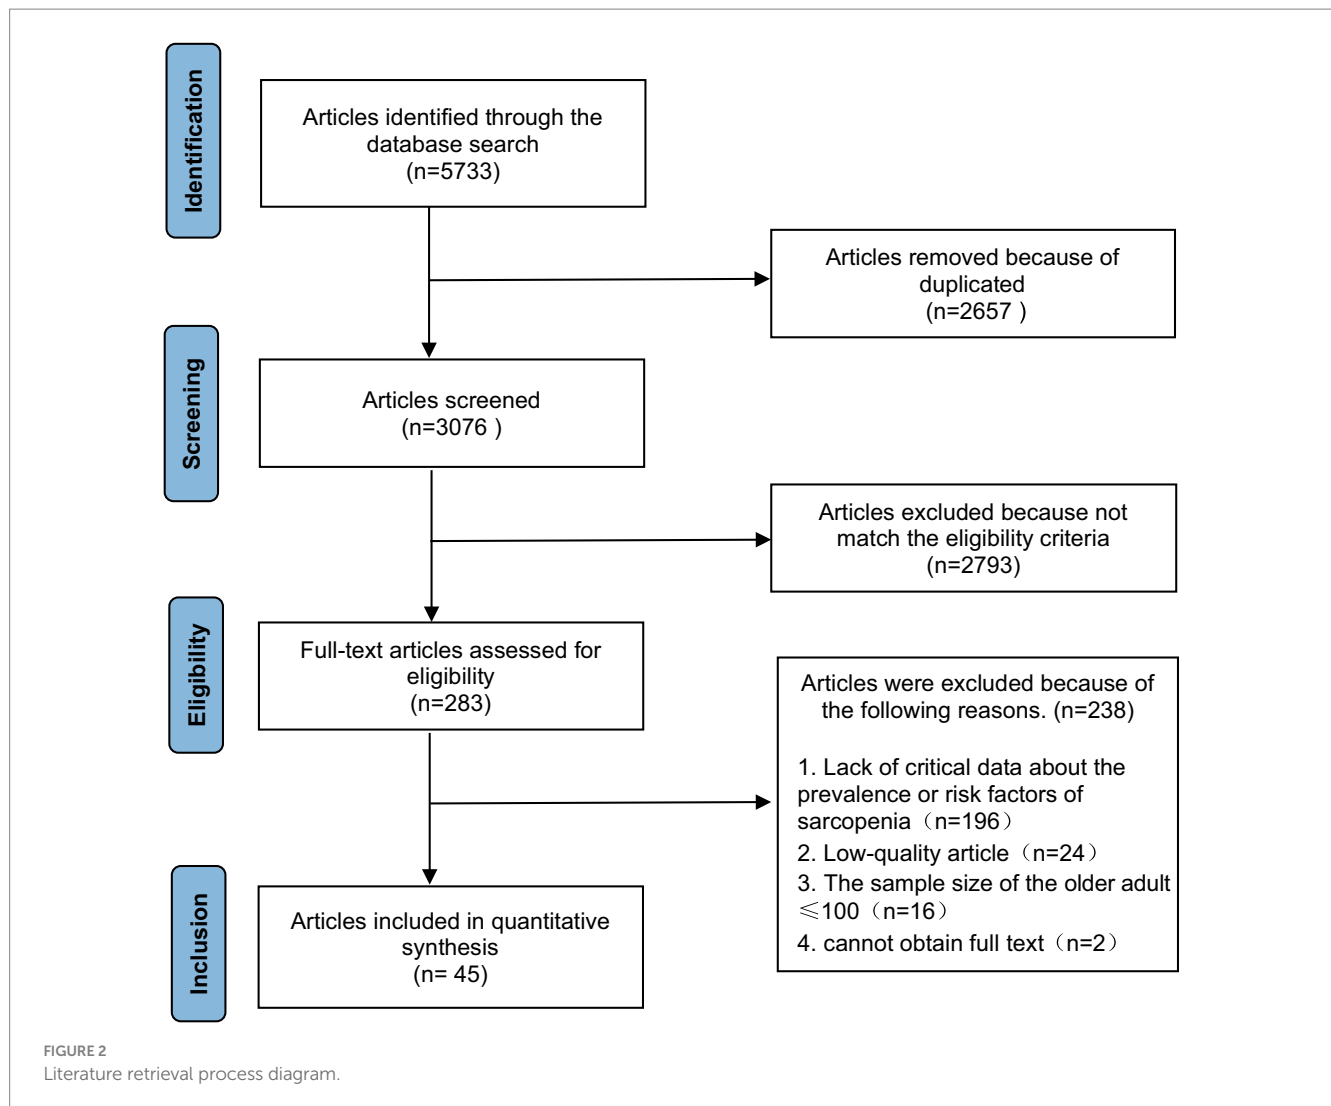 Identification
Articles identified through the
database search
(n=5733)
Articles removed because of
duplicated
(n=2657 )
Screening
Articles screened
(n=3076 )
Articles excluded because not
match the eligibility criteria
(n=2793)
Eligibility
Full-text articles assessed for
eligibility
(n=283)
Articles were excluded because of
the following reasons. (n=238)
1. Lack of critical data about the
prevalence or risk factors of
sarcopenia（n=196）
2. Low-quality article（n=24）
3. The sample size of the older adult
≦100（n=16）
4. cannot obtain full text（n=2）
Inclusion
Articles included in quantitative
synthesis
(n= 45)
FIGURE 2
Literature retrieval process diagram.